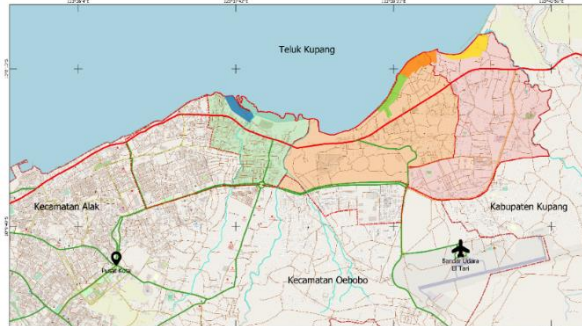 Teluk Kupang
Kecamatan Alak
Kabupaten Kupang
Pusat Kota
Bandar Udara
El Tari
Kecamatan Oebobo